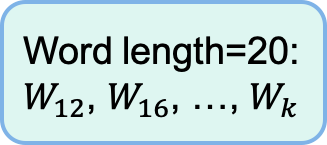 Word length=20:
W₁₂, W₁₆, …, Wₖ